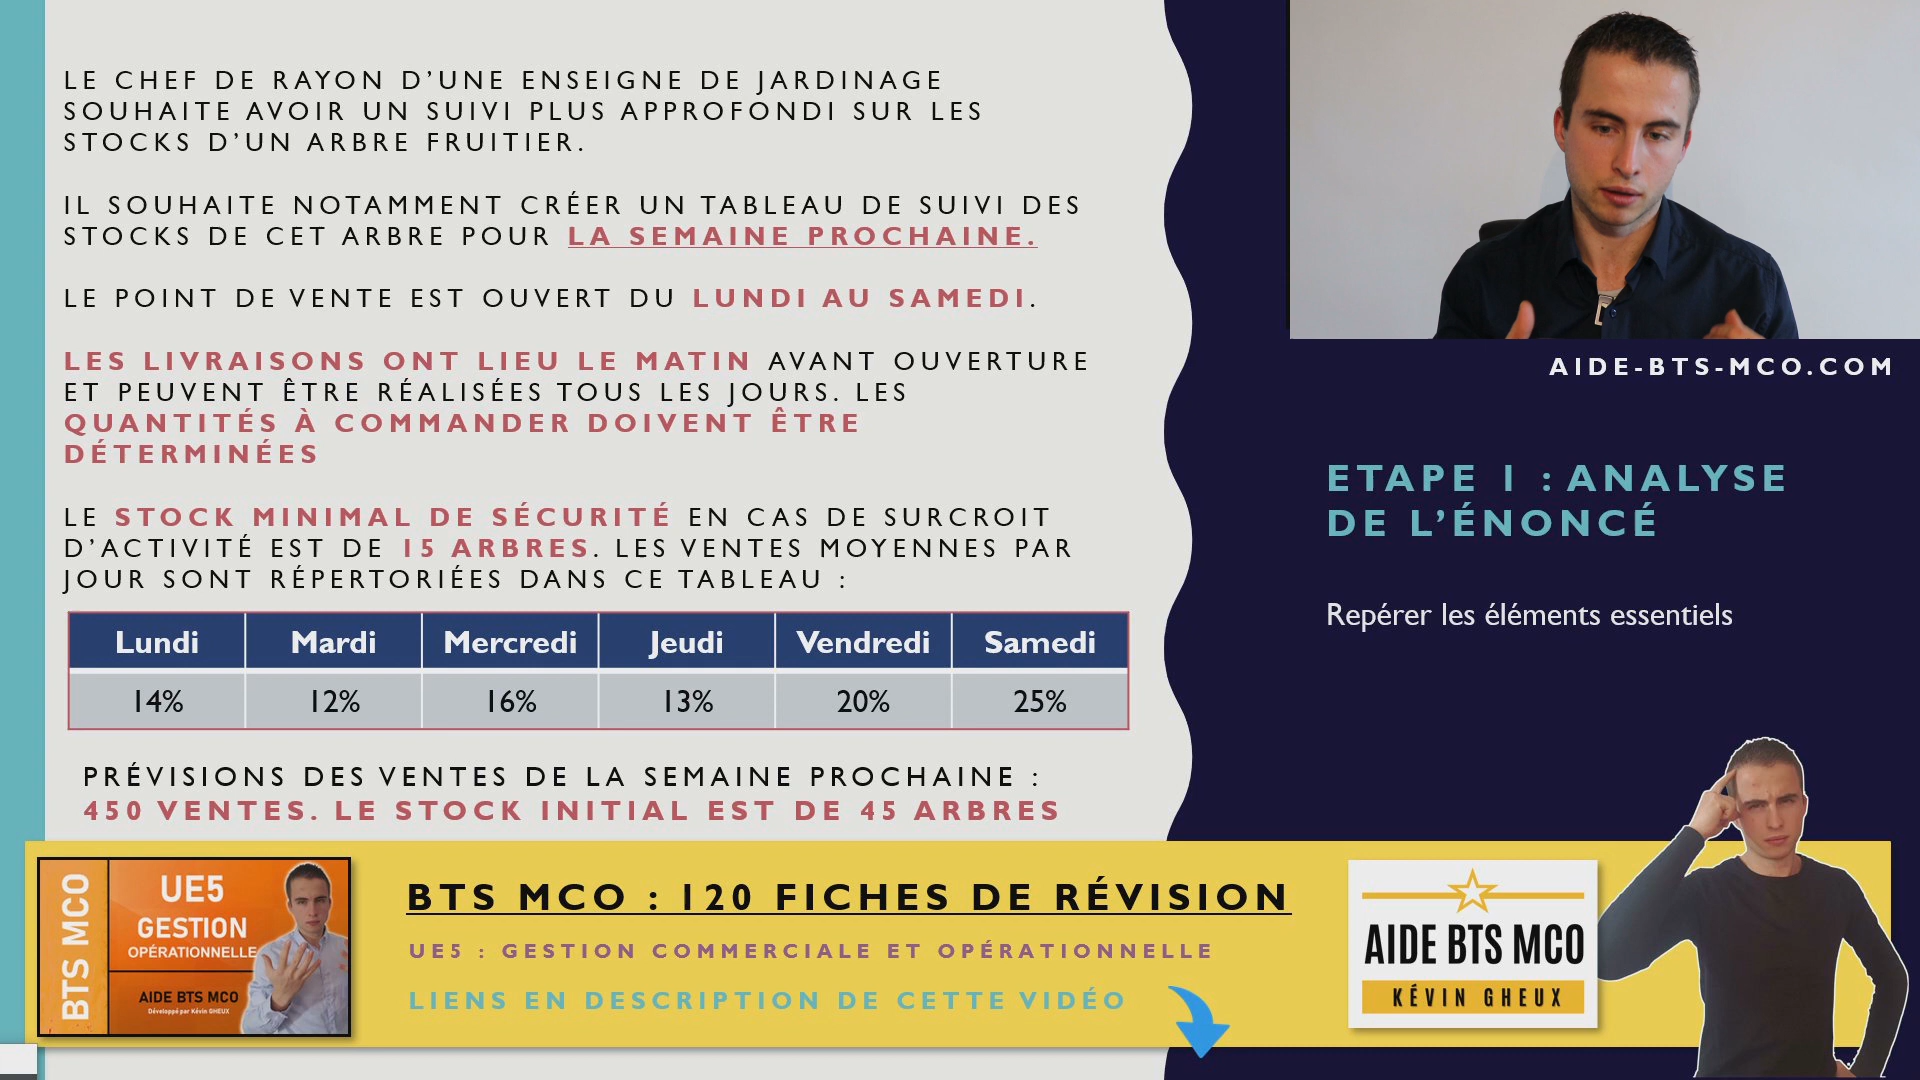 LE CHEF DE RAYON D’UNE ENSEIGNE DE JARDINAGE
SOUHAITE AVOIR UN SUIVI PLUS APPROFONDI SUR LES
STOCKS D’UN ARBRE FRUITIER.
IL SOUHAITE NOTAMMENT CRÉER UN TABLEAU DE SUIVI DES
STOCKS DE CET ARBRE POUR LA SEMAINE PROCHAINE.
LE POINT DE VENTE EST OUVERT DU LUNDI AU SAMEDI.
LES LIVRAISONS ONT LIEU LE MATIN AVANT OUVERTURE
ET PEUVENT ÊTRE RÉALISÉES TOUS LES JOURS. LES
QUANTITÉS À COMMANDER DOIVENT ÊTRE
DÉTERMINÉES
LE STOCK MINIMAL DE SÉCURITÉ EN CAS DE SURCROIT
D’ACTIVITÉ EST DE 15 ARBRES. LES VENTES MOYENNES PAR
JOUR SONT RÉPERTORIÉES DANS CE TABLEAU :
Lundi Mardi Mercredi Jeudi Vendredi Samedi
14% 12% 16% 13% 20% 25%
PRÉVISIONS DES VENTES DE LA SEMAINE PROCHAINE :
450 VENTES. LE STOCK INITIAL EST DE 45 ARBRES
AIDE-BTS-MCO.COM
ETAPE 1 : ANALYSE
DE L’ÉNONCÉ
Repérer les éléments essentiels
BTS MCO
UE5
GESTION
OPÉRATIONNELLE
AIDE BTS MCO
Développé par Kévin GHEUX
BTS MCO : 120 FICHES DE RÉVISION
UE5 : GESTION COMMERCIALE ET OPÉRATIONNELLE
LIENS EN DESCRIPTION DE CETTE VIDÉO
AIDE BTS MCO
KÉVIN GHEUX